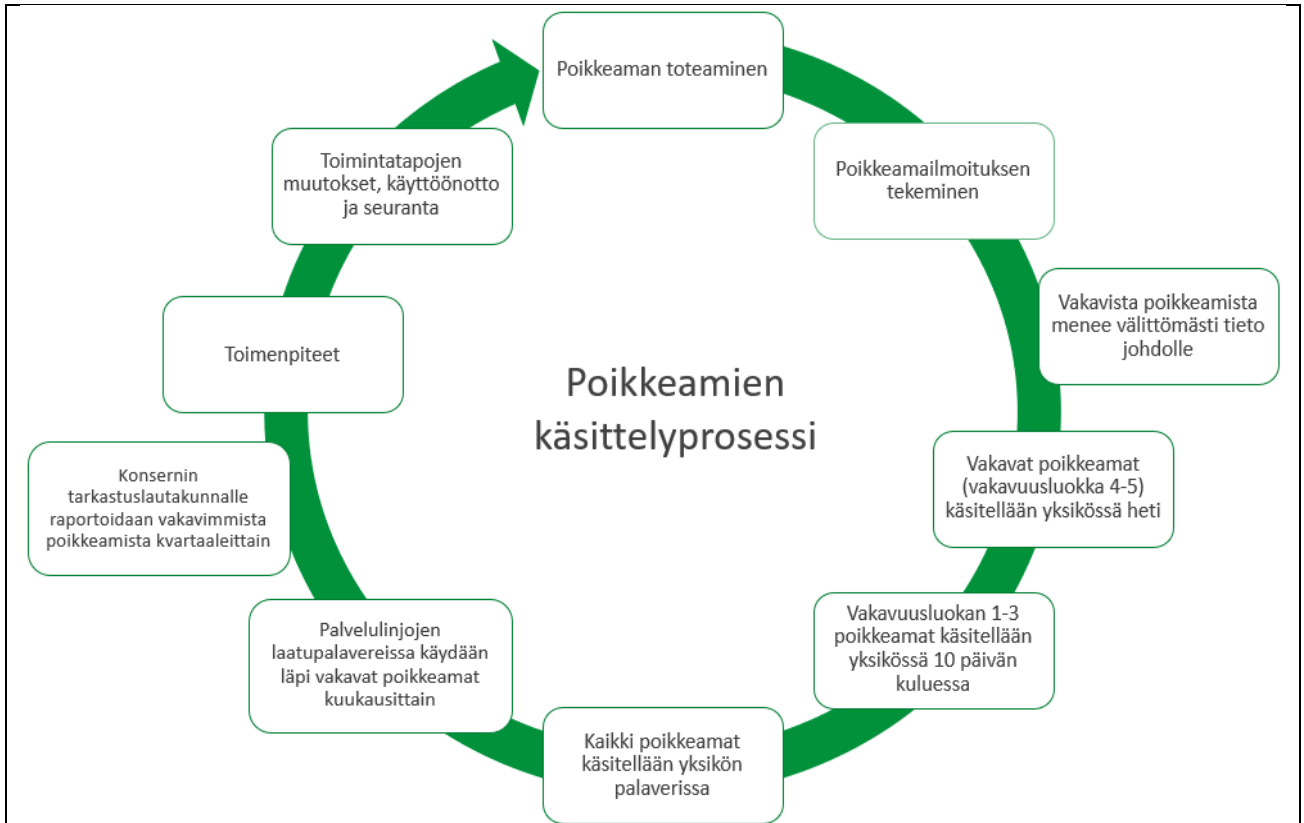 Poikkeaman toteaminen
Poikkeamailmoituksen
tekeminen
Vakavista poikkeamista
menee välittömästi tieto
johdolle
Vakavat poikkeamat
(vakavuusluokka 4-5)
käsitellään yksikössä heti
Vakavuusluokan 1-3
poikkeamat käsitellään
yksikössä 10 päivän
kuluessa
Kaikki poikkeamat
käsitellään yksikön
palaverissa
Palvelulinjojen
laatupalavereissa käydään
läpi vakavat poikkeamat
kuukausittain
Konsernin
tarkastuslautakunnalle
raportoidaan vakavimmista
poikkeamista kvartaaleittain
Toimenpiteet
Toimintatapojen
muutokset, käyttöönotto
ja seuranta
Poikkeamien
käsittelyprosessi